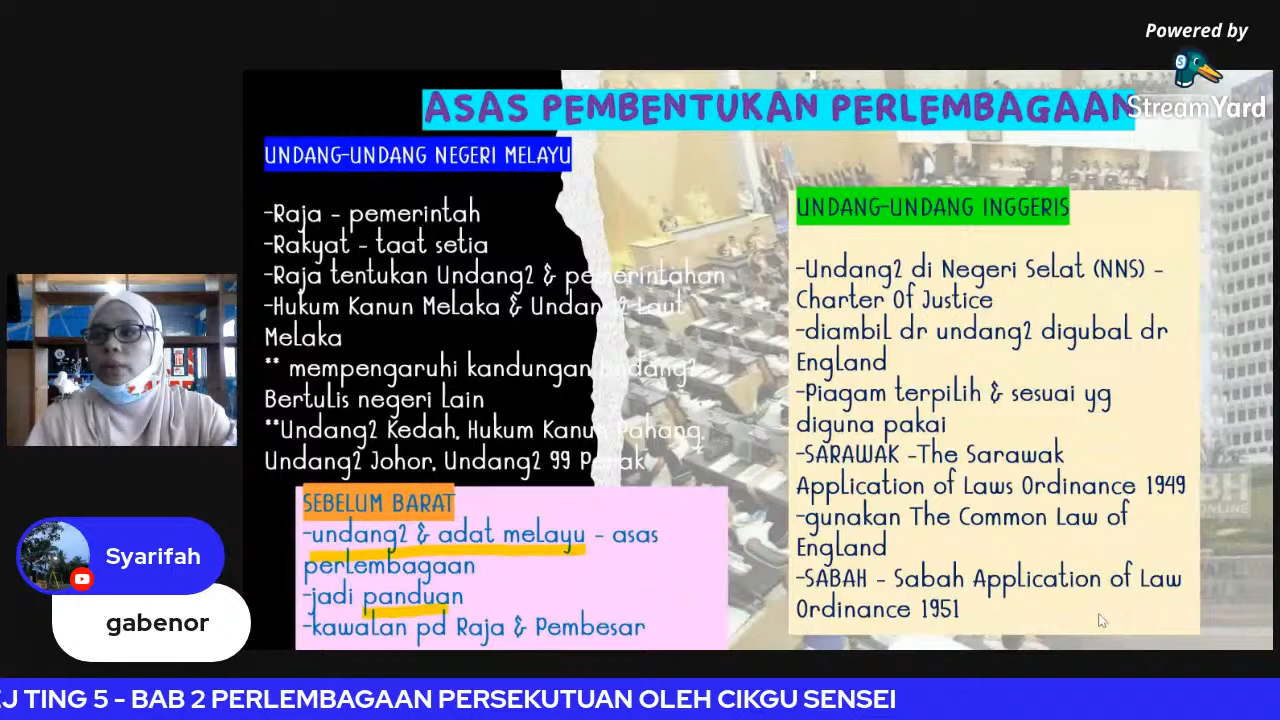 Powered by
StreamYard
ASAS PEMBENTUKAN PERLEMBAGAAN
UNDANG-UNDANG NEGERI MELAYU
-Raja - pemerintah
-Rakyat - taat setia
-Raja tentukan Undang2 & pemerintahan
-Hukum Kanun Melaka & Undang2 Laut
Melaka
** mempengaruhi kandungan undang2
Bertulis negeri lain
**Undang2 Kedah, Hukum Kanun Pahang,
Undang2 Johor, Undang2 99 Perak
SEBELUM BARAT
-undang2 & adat melayu - asas
perlembagaan
-jadi panduan
-kawalan pd Raja & Pembesar
UNDANG-UNDANG INGGERIS
-Undang2 di Negeri Selat (NNS) -
Charter Of Justice
-diambil dr undang2 digubal dr
England
-Piagam terpilih & sesuai yg
diguna pakai
-SARAWAK -The Sarawak
Application of Laws Ordinance 1949
-gunakan The Common Law of
England
-SABAH - Sabah Application of Law
Ordinance 1951
Syarifah
gabenor
EJ TING 5 - BAB 2 PERLEMBAGAAN PERSEKUTUAN OLEH CIKGU SENSEI